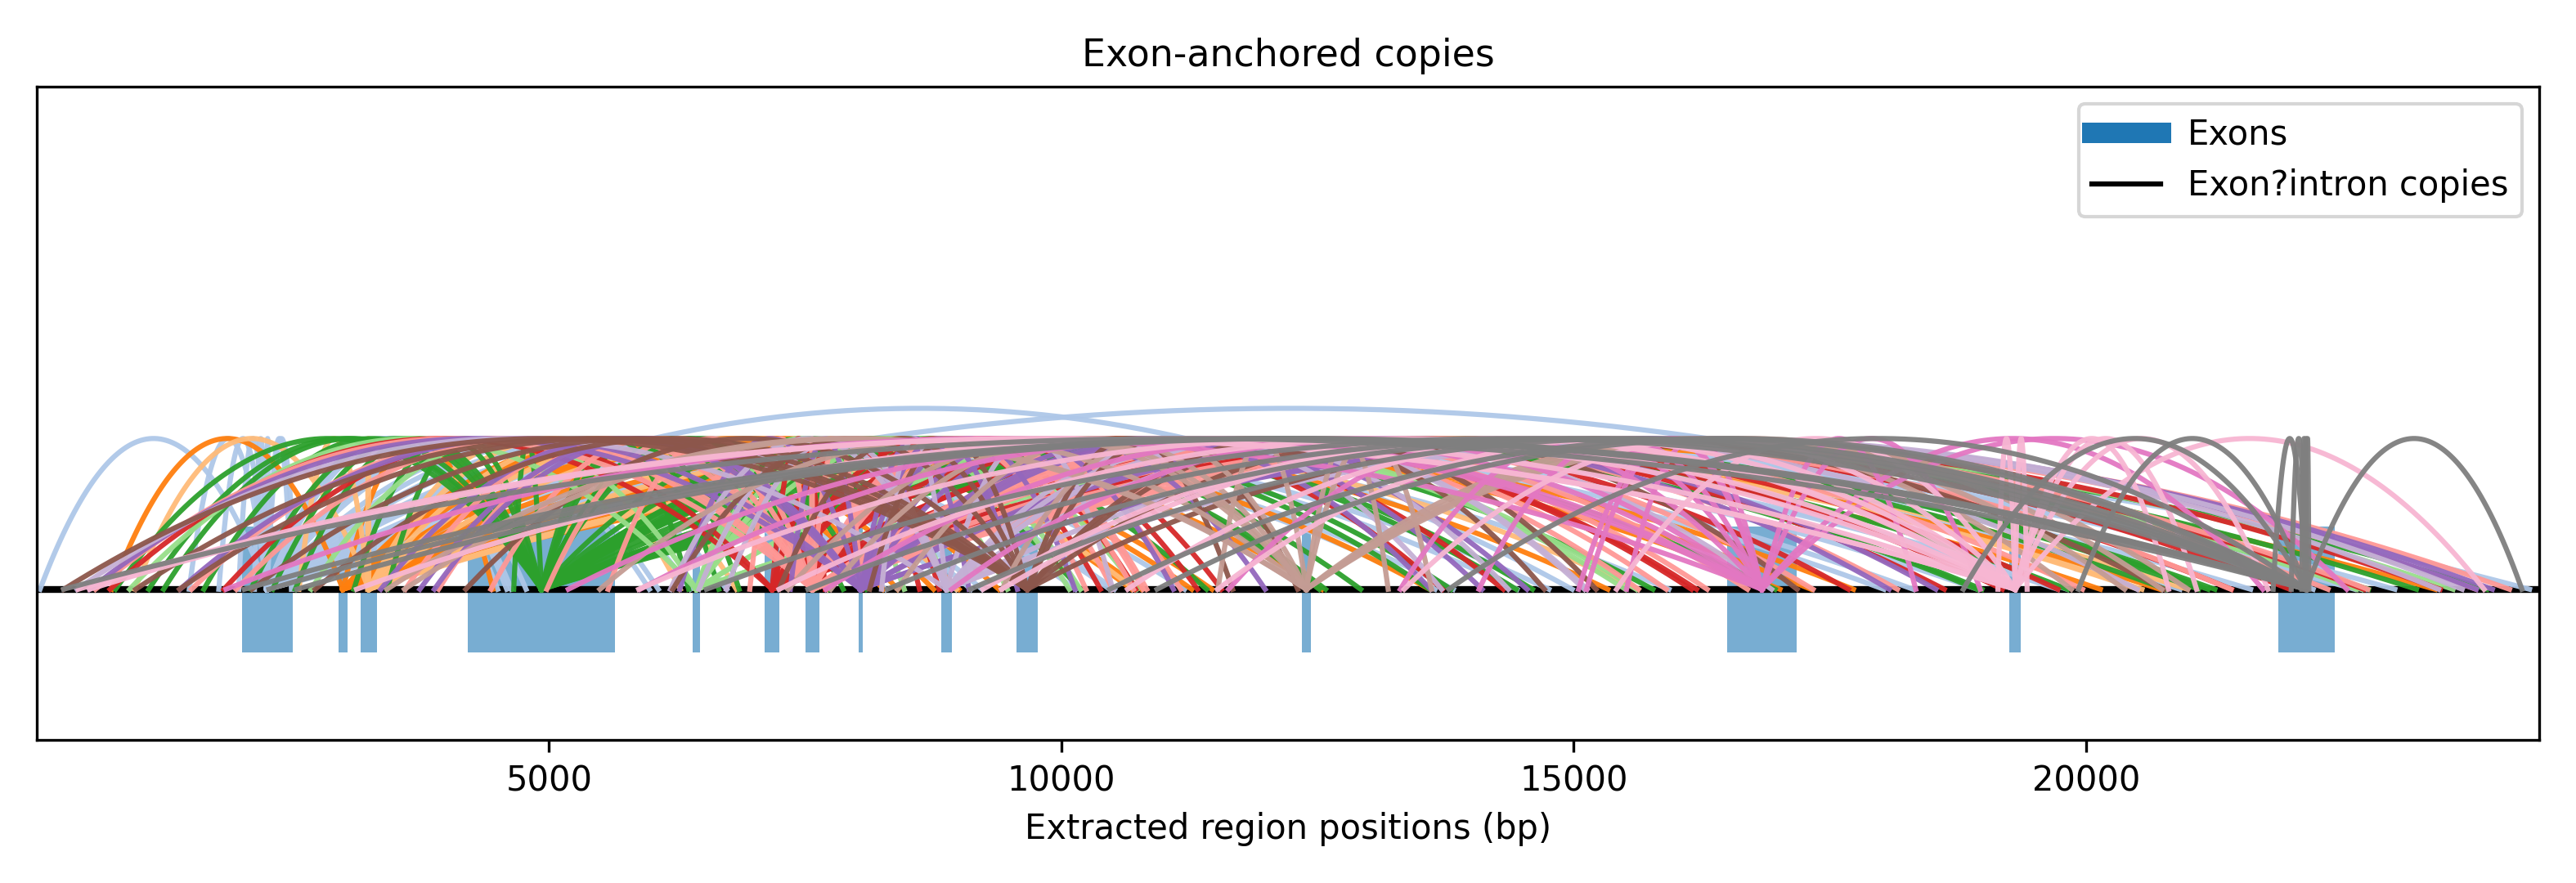 Exon-anchored copies
Exons
Exon?intron copies
5000
10000
15000
20000
Extracted region positions (bp)